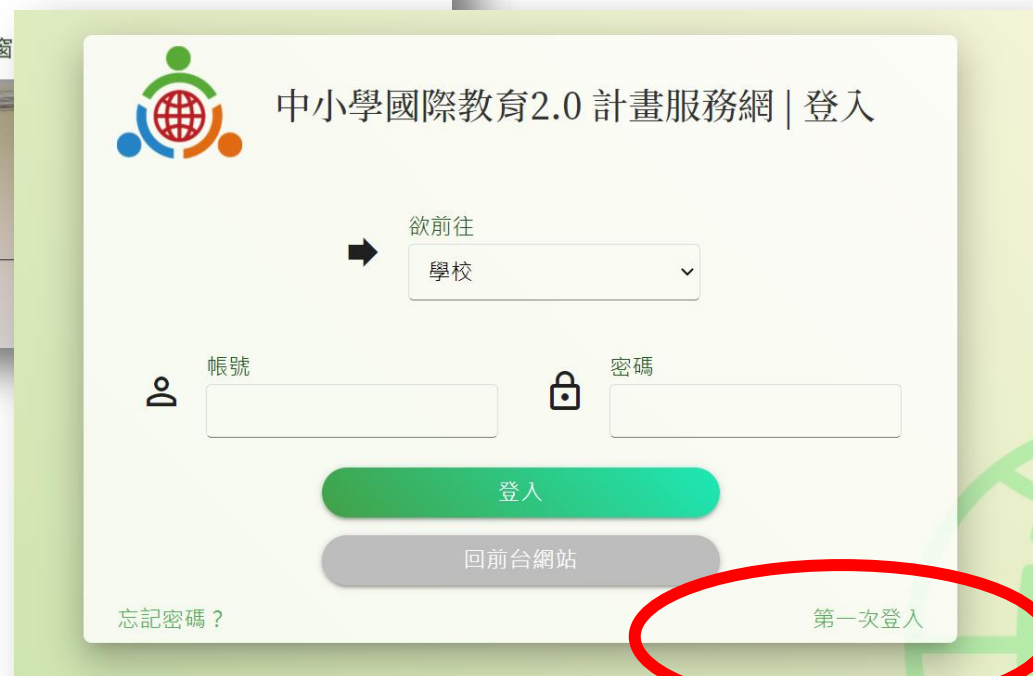 窗
中小學國際教育2.0 計畫服務網 | 登入
欲前往
學校
帳號
密碼
登入
回前台網站
忘記密碼？
第一次登入